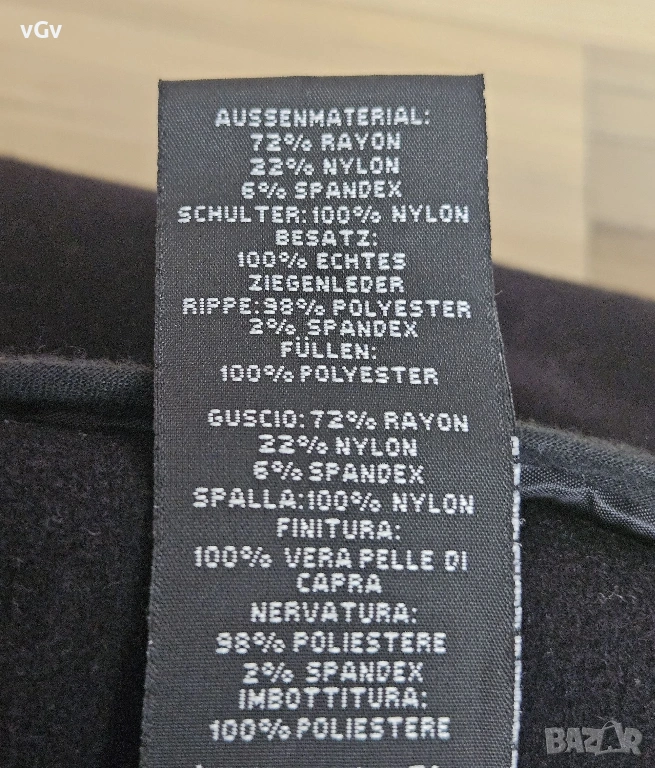 vGv
AUSSENMATERIAL:
72% RAYON
22% NYLON
6% SPANDEX
SCHULTER:100% NYLON
BESATZ:
100% ECHTES
ZIEGENLEDER
RIPPE:98% POLYESTER
2% SPANDEX
FÜLLEN:
100% POLYESTER
GUSCIO:72% RAYON
22% NYLON
6% SPANDEX
SPALLA:100% NYLON
FINITURA:
100% VERA PELLE DI
CAPRA
NERVATURA:
98% POLIESTERE
2% SPANDEX
IMBOTTITURA:
100% POLIESTERE
BAZAR